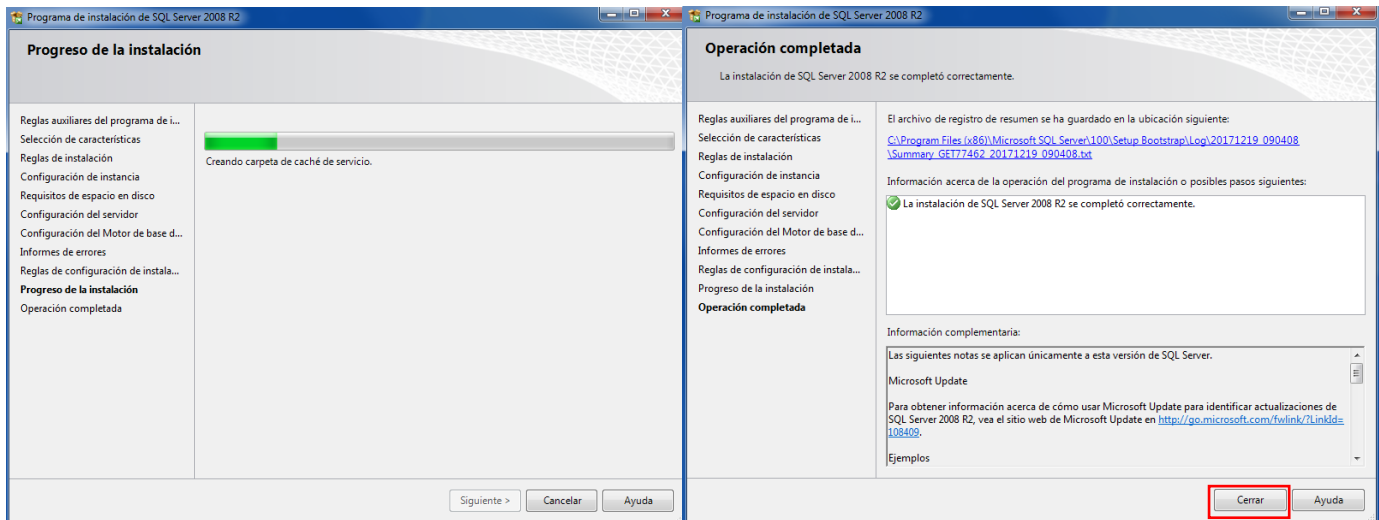 Programa de instalación de SQL Server 2008 R2
Progreso de la instalación
Reglas auxiliares del programa de i...
Selección de características
Reglas de instalación
Configuración de instancia
Requisitos de espacio en disco
Configuración del servidor
Configuración del Motor de base d...
Informes de errores
Reglas de configuración de instala...
Progreso de la instalación
Operación completada
Creando carpeta de caché de servicio.
Siguiente >
Cancelar
Ayuda
Programa de instalación de SQL Server 2008 R2
Operación completada
La instalación de SQL Server 2008 R2 se completó correctamente.
Reglas auxiliares del programa de i...
Selección de características
Reglas de instalación
Configuración de instancia
Requisitos de espacio en disco
Configuración del servidor
Configuración del Motor de base d...
Informes de errores
Reglas de configuración de instala...
Progreso de la instalación
Operación completada
El archivo de registro de resumen se ha guardado en la ubicación siguiente:
C:\Program Files (x86)\Microsoft SQL Server\100\Setup Bootstrap\Log\20171219_090408
\Summary_GET77462_20171219_090408.txt
Información acerca de la operación del programa de instalación o posibles pasos siguientes:
La instalación de SQL Server 2008 R2 se completó correctamente.
Información complementaria:
Las siguientes notas se aplican únicamente a esta versión de SQL Server.
Microsoft Update
Para obtener información acerca de cómo usar Microsoft Update para identificar actualizaciones de
SQL Server 2008 R2, vea el sitio web de Microsoft Update en http://go.microsoft.com/fwlink/?LinkId=
108409.
Ejemplos
Cerrar
Ayuda